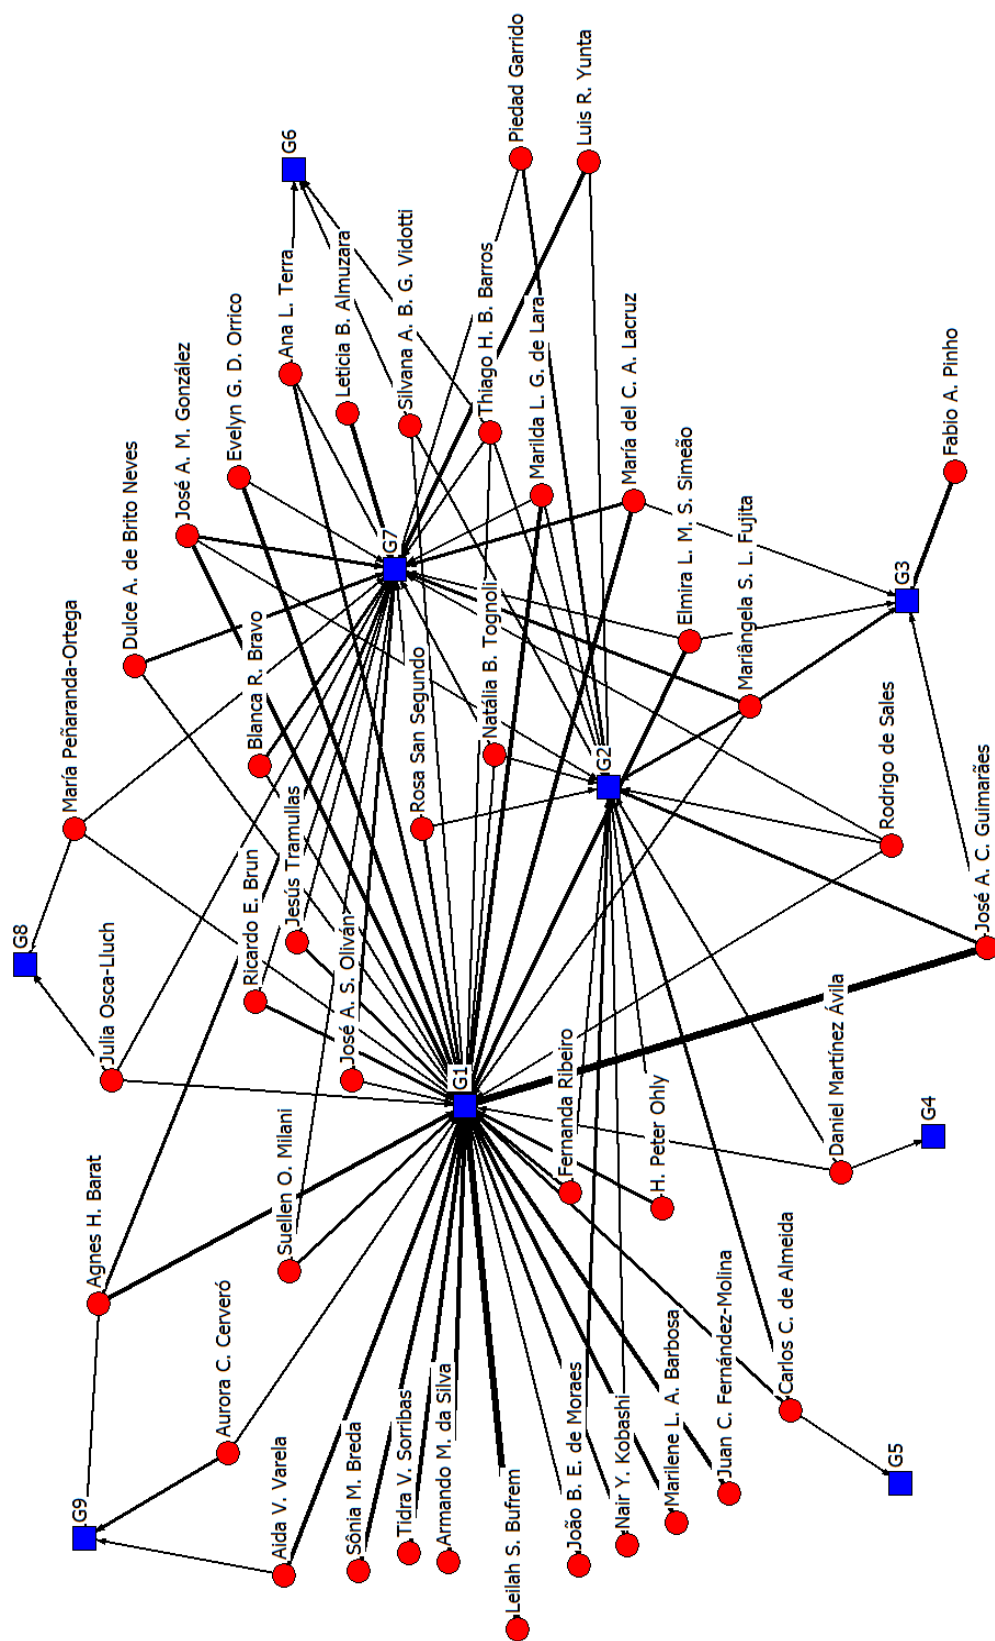 G9
Agnes H. Barat
Aurora C. Cerveró
Aida V. Varela
Sônia M. Breda
Tidra V. Sorribas
Armando M. da Silva
Leilah S. Bufrem
João B. E. de Moraes
Nair Y. Kobashi
Marilene L. A. Barbosa
Juan C. Fernández-Molina
Carlos C. de Almeida
G5
Suellen O. Milani
G8
Julia Osca-Lluch
María Peñaranda-Ortega
Ricardo E. Brun
Jesús Tramullas
José A. S. Oliván
G1
Fernanda Ribeiro
H. Peter Ohly
Daniel Martínez Ávila
G4
Dulce A. de Brito Neves
Blanca R. Bravo
Rosa San Segundo
Natália B. Tognoli
G2
Rodrigo de Sales
José A. C. Guimarães
José A. M. González
Evelyn G. D. Orrico
G7
Ana L. Terra
Leticia B. Almuzara
Silvana A. B. G. Vidotti
Thiago H. B. Barros
Marilda L. G. de Lara
María del C. A. Lacruz
Elmira L. M. S. Simeão
Mariângela S. L. Fujita
G3
Fabio A. Pinho
G6
Piedad Garrido
Luis R. Yunta